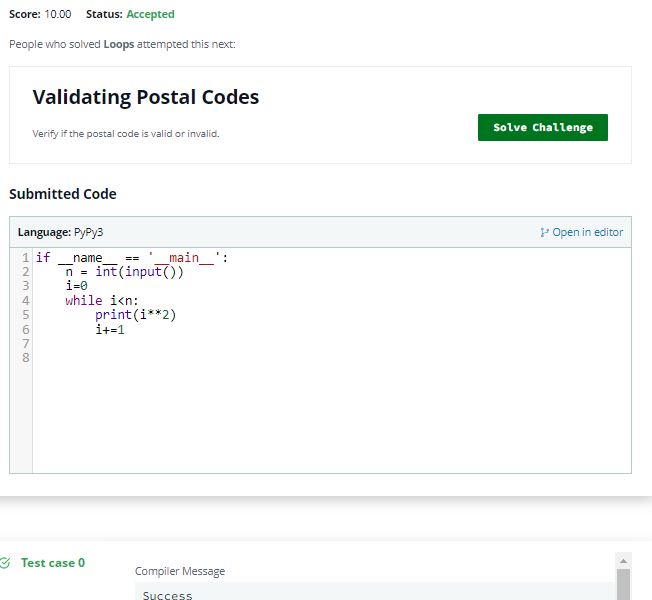 Score: 10.00 Status: Accepted
People who solved Loops attempted this next:
Validating Postal Codes
Verify if the postal code is valid or invalid.
Solve Challenge
Submitted Code
Language: PyPy3 Open in editor
1 if __name__ == '__main__':
2     n = int(input())
3     i=0
4     while i<n:
5         print(i**2)
6         i+=1
7
8
Test case 0
Compiler Message
Success